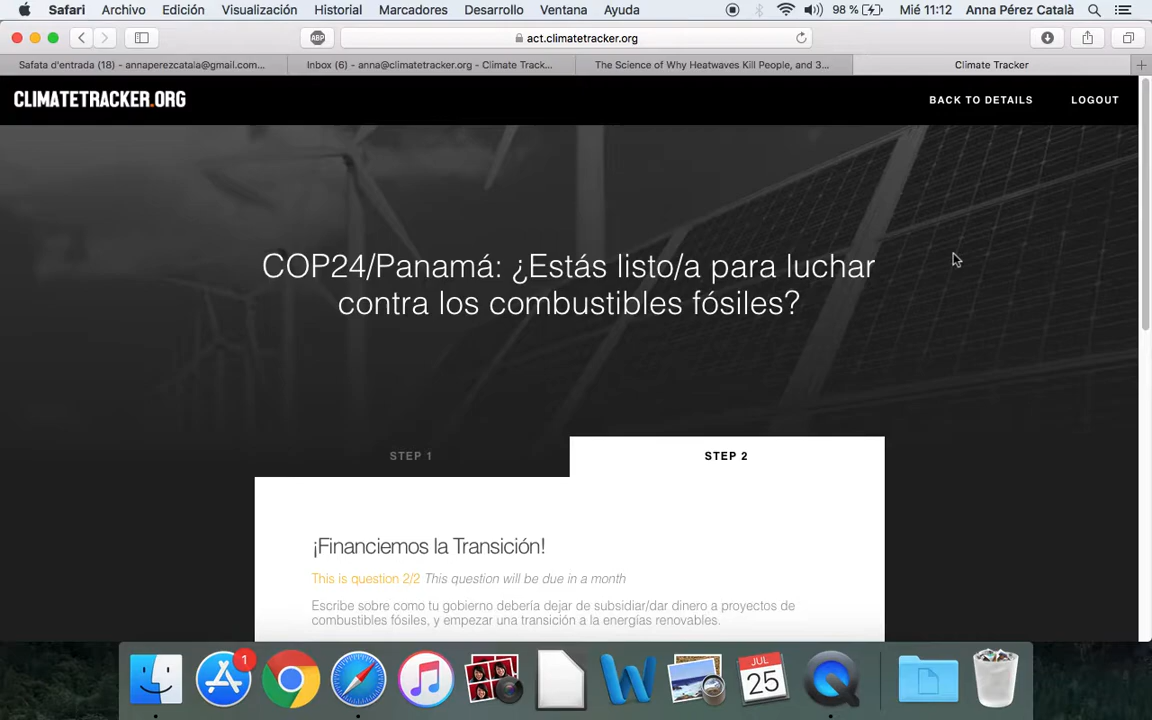 Safari Archivo Edición Visualización Historial Marcadores Desarrollo Ventana Ayuda 98 % Mié 11:12 Anna Pérez Català
ABP act.climatetracker.org
Safata d'entrada (18) - annaperezcatala@gmail.com... Inbox (6) - anna@climatetracker.org - Climate Track... The Science of Why Heatwaves Kill People, and 3... Climate Tracker
CLIMATETRACKER.ORG BACK TO DETAILS LOGOUT
COP24/Panamá: ¿Estás listo/a para luchar
contra los combustibles fósiles?
STEP 1 STEP 2
¡Financiemos la Transición!
This is question 2/2 This question will be due in a month
Escribe sobre como tu gobierno debería dejar de subsidiar/dar dinero a proyectos de
combustibles fósiles, y empezar una transición a la energías renovables.
1
JUL
25